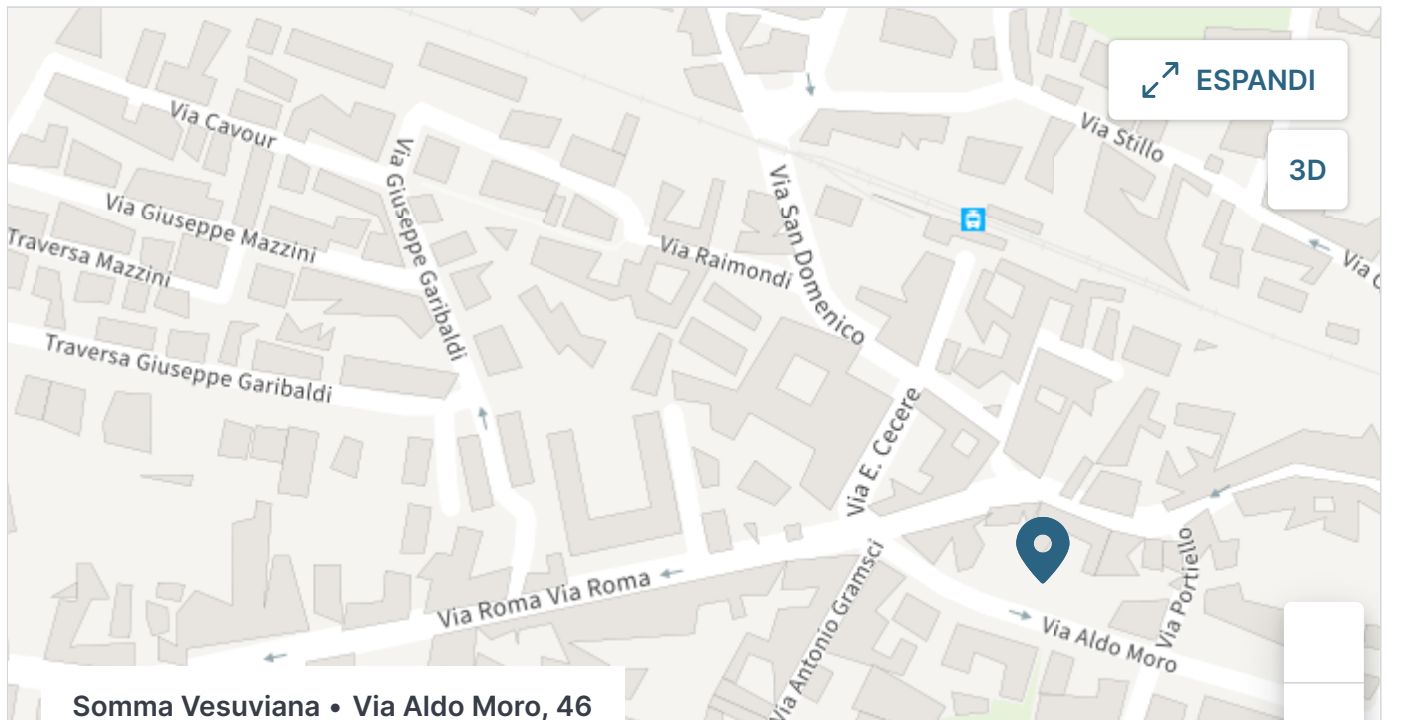 ESPANDI
3D
Via Cavour
Via Stillo
Via Giuseppe Garibaldi
Via San Domenico
Via Giuseppe Mazzini
Traversa Mazzini
Via Raimondi
Traversa Giuseppe Garibaldi
Via E. Cecere
Via Roma Via Roma
Via Antonio Gramsci
Via Portiello
Via Aldo Moro
Somma Vesuviana • Via Aldo Moro, 46